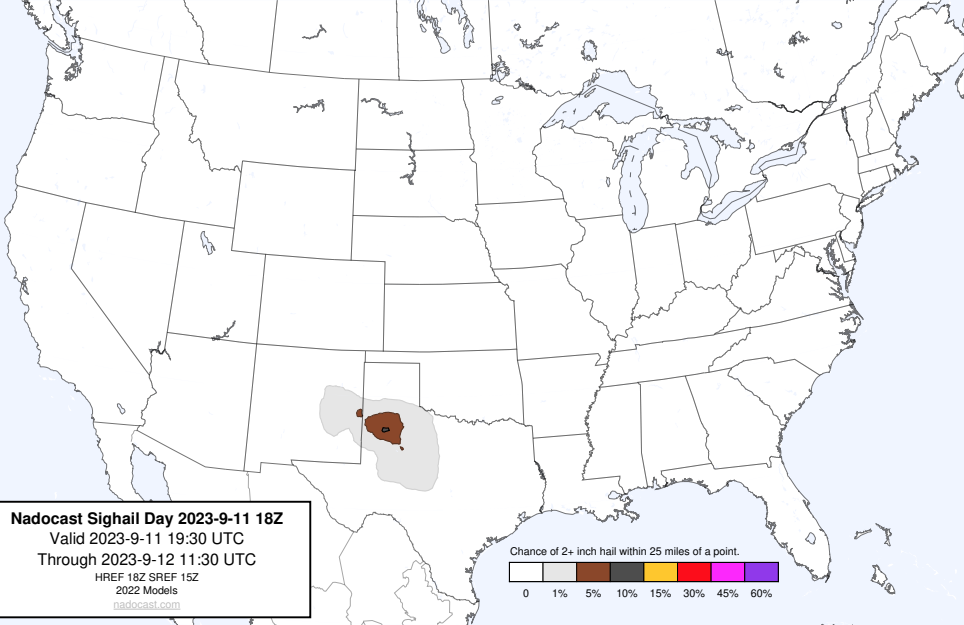 Nadocast Sighail Day 2023-9-11 18Z
Valid 2023-9-11 19:30 UTC
Through 2023-9-12 11:30 UTC
HREF 18Z SREF 15Z
2022 Models
nadocast.com
Chance of 2+ inch hail within 25 miles of a point.
0 1% 5% 10% 15% 30% 45% 60%